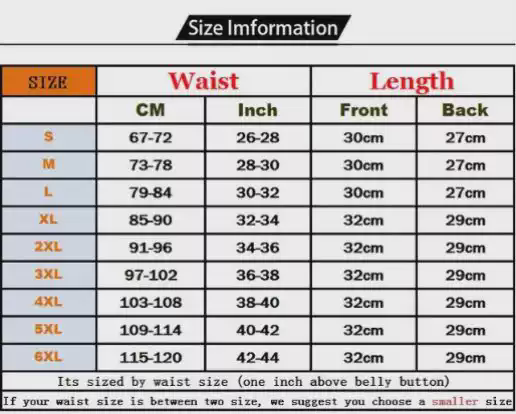 Size Imformation
SIZE Waist Length
CM Inch Front Back
S 67-72 26-28 30cm 27cm
M 73-78 28-30 30cm 27cm
L 79-84 30-32 30cm 27cm
XL 85-90 32-34 32cm 29cm
2XL 91-96 34-36 32cm 29cm
3XL 97-102 36-38 32cm 29cm
4XL 103-108 38-40 32cm 29cm
5XL 109-114 40-42 32cm 29cm
6XL 115-120 42-44 32cm 29cm
Its sized by waist size (one inch above belly button)
If your waist size is between two size, we suggest you choose a smaller size